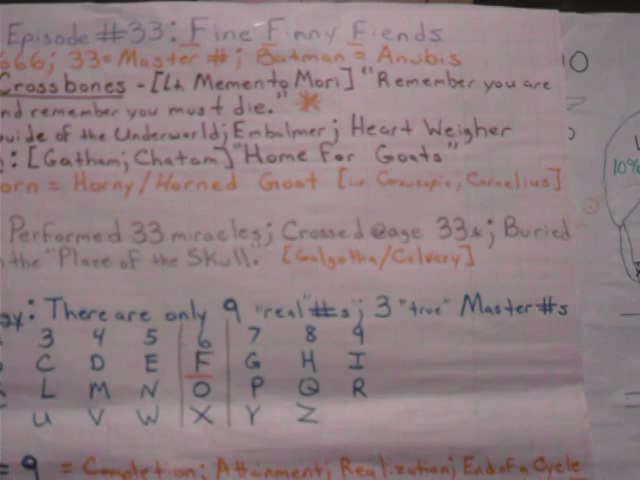 Episode #33: Fine Finny Fiends
666; 33= Master #; Batman = Anubis
Crossbones - [Lt. Memento Mori] "Remember you are
nd remember you must die."
uide of the Underworld; Embalmer; Heart Weigher
: [Gatham; Chatam] "Home For Goats"
orn = Horny/Horned Goat [i.e. Cornelius]
Performed 33 miracles; Crossed @age 33; Buried
the "Place of the Skull." [Golgotha/Calvary]
gy: There are only 9 "real" #s; 3 "true" Master #s
3 4 5 6 7 8 9
C D E F G H I
L M N O P Q R
U V W X Y Z
= 9 = Completion; Attainment; Realization; End of a Cycle
10%